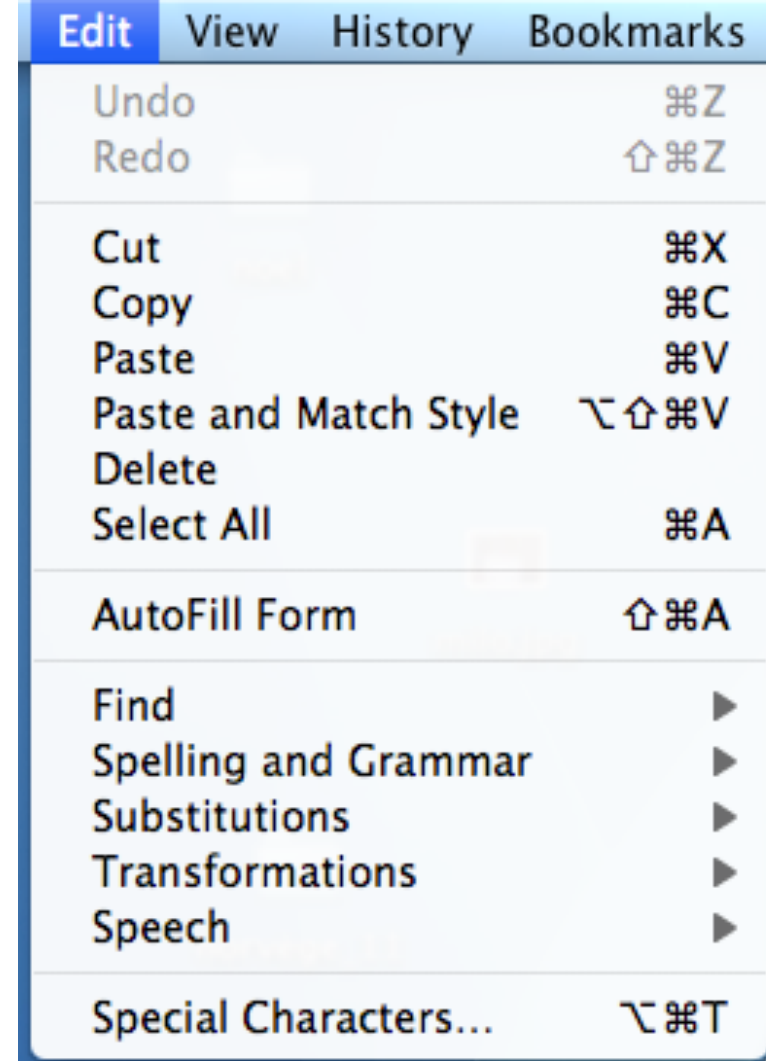 Edit View History Bookmarks
Undo ⌘Z
Redo ⇧⌘Z
Cut ⌘X
Copy ⌘C
Paste ⌘V
Paste and Match Style ⌥⇧⌘V
Delete
Select All ⌘A
AutoFill Form ⇧⌘A
Find ▶
Spelling and Grammar ▶
Substitutions ▶
Transformations ▶
Speech ▶
Special Characters... ⌥⌘T